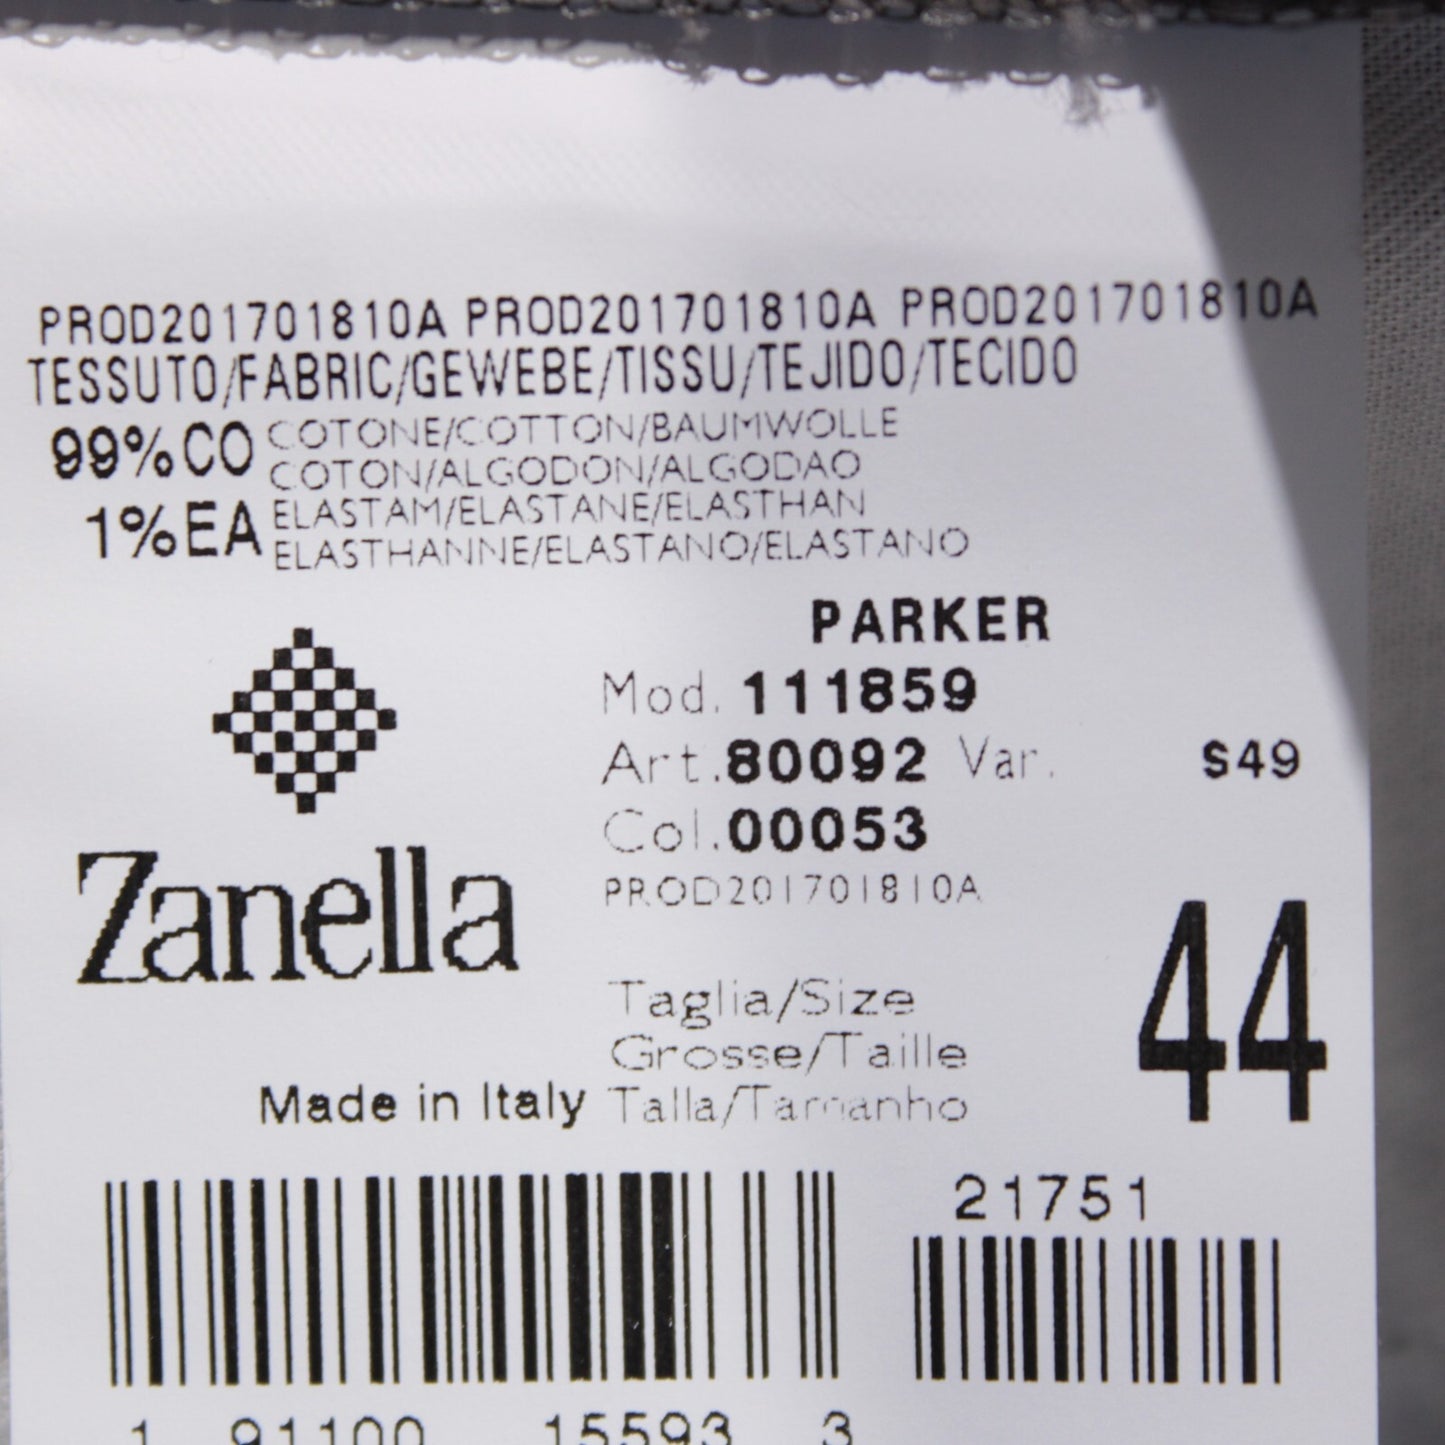 PROD201701810A PROD201701810A PROD201701810A
TESSUTO/FABRIC/GEWEBE/TISSU/TEJIDO/TECIDO
99%CO COTONE/COTTON/BAUMWOLLE
COTON/ALGODON/ALGODAO
1%EA ELASTAM/ELASTANE/ELASTHAN
ELASTHANNE/ELASTANO/ELASTANO
PARKER
Mod. 111859
Art. 80092 Var. S49
Col. 00053
PROD201701810A
Zanella
Taglia/Size
Grosse/Taille
Talla/Tamanho
44
Made in Italy
21751
1 91100 15593 3